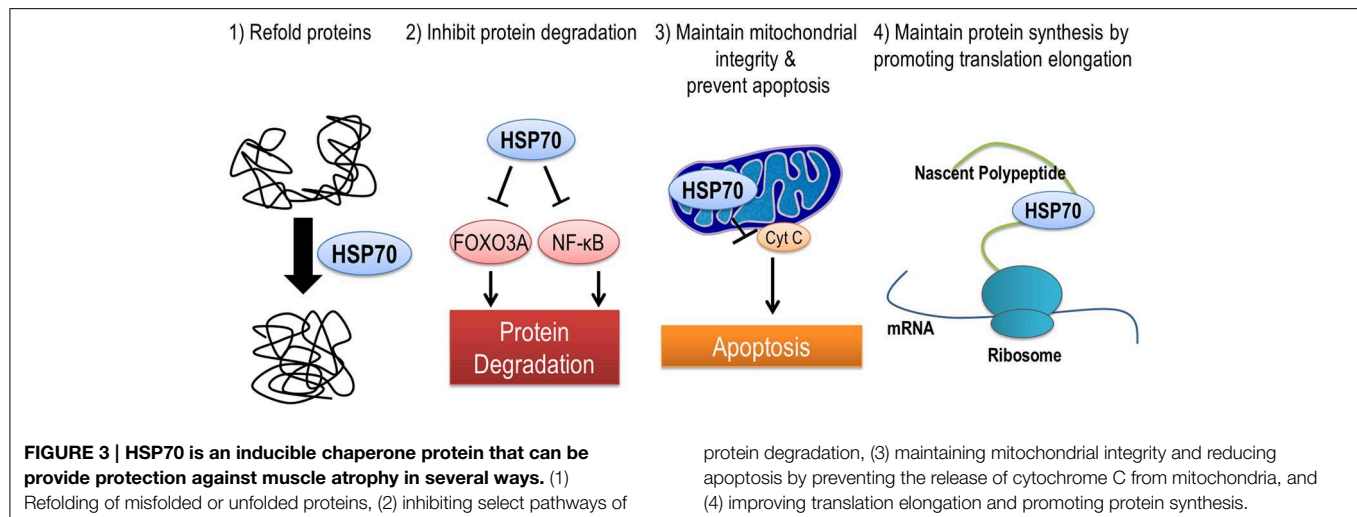 1) Refold proteins
2) Inhibit protein degradation
3) Maintain mitochondrial
integrity &
prevent apoptosis
4) Maintain protein synthesis by
promoting translation elongation
HSP70
HSP70
FOXO3A
NF-κB
Protein
Degradation
HSP70
Cyt C
Apoptosis
Nascent Polypeptide
HSP70
mRNA
Ribosome
FIGURE 3 | HSP70 is an inducible chaperone protein that can be
provide protection against muscle atrophy in several ways. (1)
Refolding of misfolded or unfolded proteins, (2) inhibiting select pathways of
protein degradation, (3) maintaining mitochondrial integrity and reducing
apoptosis by preventing the release of cytochrome C from mitochondria, and
(4) improving translation elongation and promoting protein synthesis.